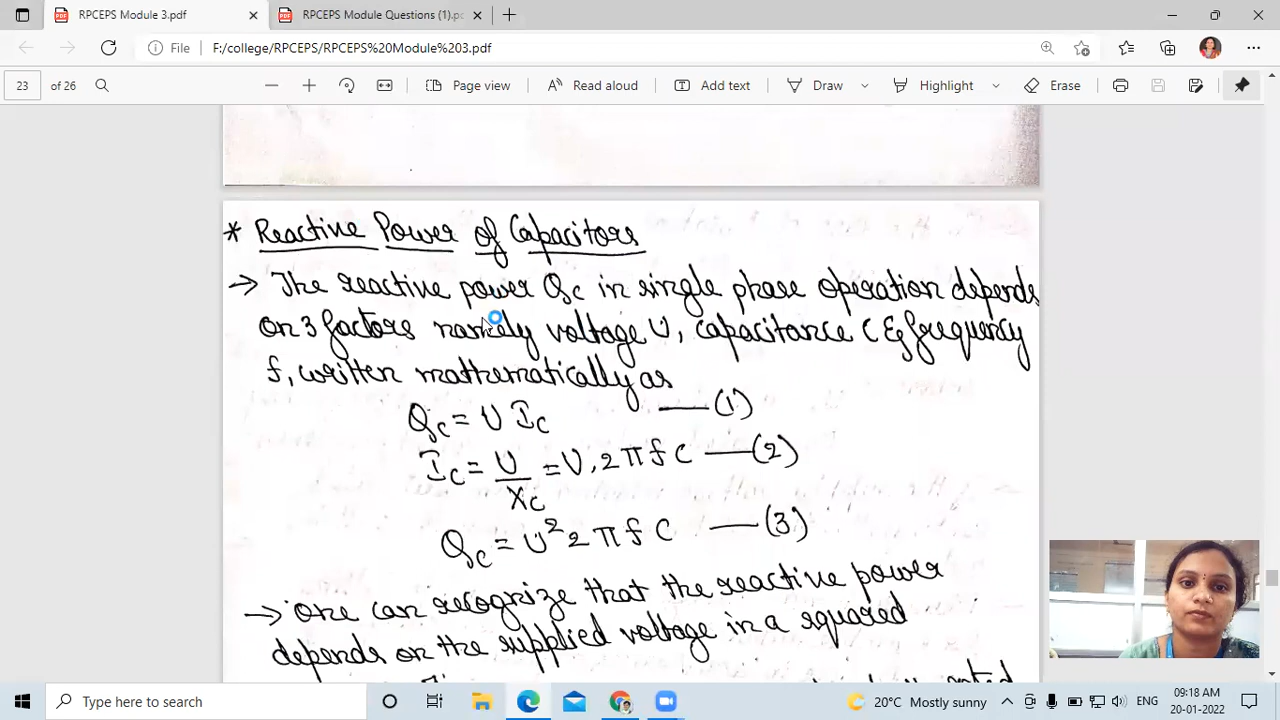 RPCEPS Module 3.pdf
RPCEPS Module Questions (1).pc
File F:/college/RPCEPS/RPCEPS%20Module%203.pdf
23 of 26 Page view Read aloud Add text Draw Highlight Erase
* Reactive Power of Capacitors
→ The reactive power Qc in single phase operation depends
on 3 factors namely voltage U, capacitance C & frequency
f, written mathematically as
Qc = U Ic —(1)
Ic = U/Xc = U. 2πfC —(2)
Qc = U² 2πfC —(3)
→ One can recognize that the reactive power
depends on the supplied voltage in a squared
Type here to search
20°C Mostly sunny
ENG
09:18 AM
20-01-2022